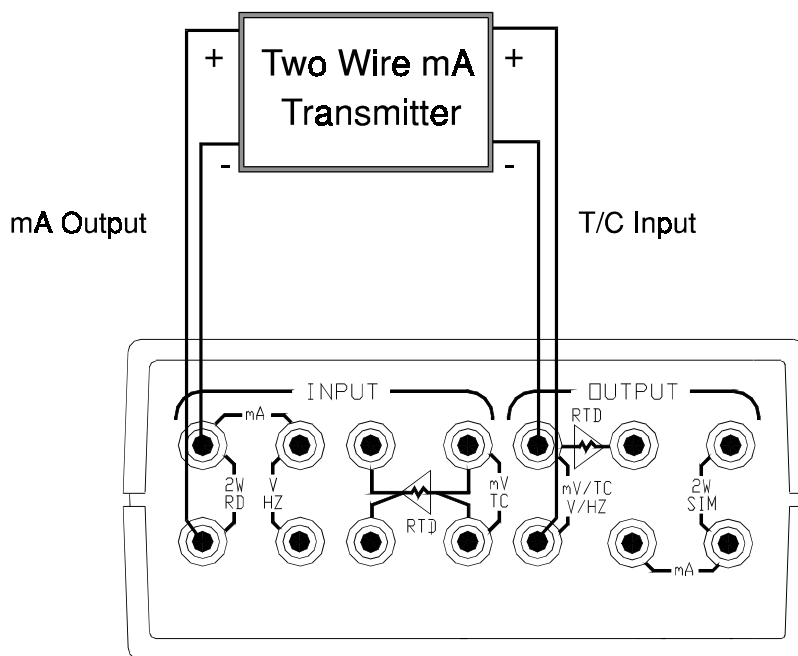 +
Two Wire mA
+
Transmitter
-
-
mA Output
T/C Input
INPUT
OUTPUT
mA
RTD
2W
RD
V
HZ
mV
TC
mV/TC
V/HZ
2W
SIM
RTD
mA